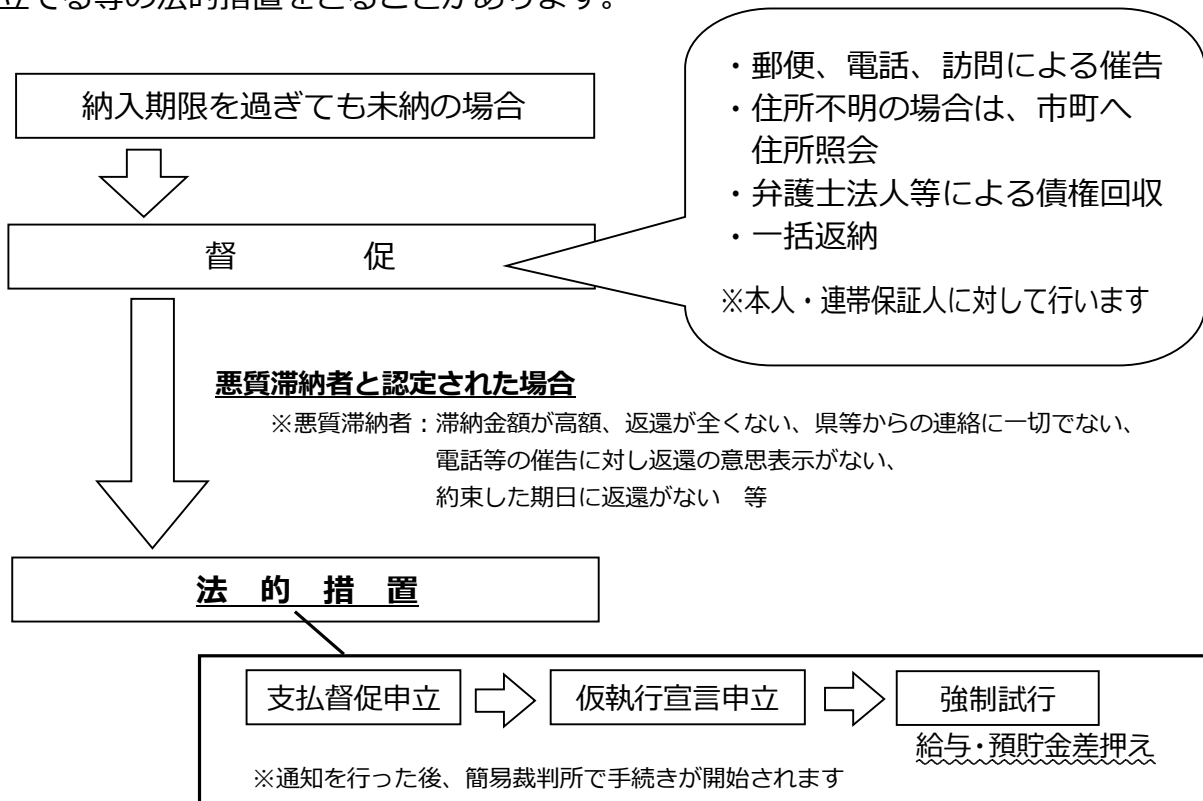 立てる等の法的措置をとることがあります。
納入期限を過ぎても未納の場合
・郵便、電話、訪問による催告
・住所不明の場合は、市町へ
住所照会
・弁護士法人等による債権回収
・一括返納
※本人・連帯保証人に対して行います
督　　　促
悪質滞納者と認定された場合
※悪質滞納者：滞納金額が高額、返還が全くない、県等からの連絡に一切でない、
電話等の催告に対し返還の意思表示がない、
約束した期日に返還がない　等
法　的　措　置
支払督促申立
仮執行宣言申立
強制試行
給与・預貯金差押え
※通知を行った後、簡易裁判所で手続きが開始されます